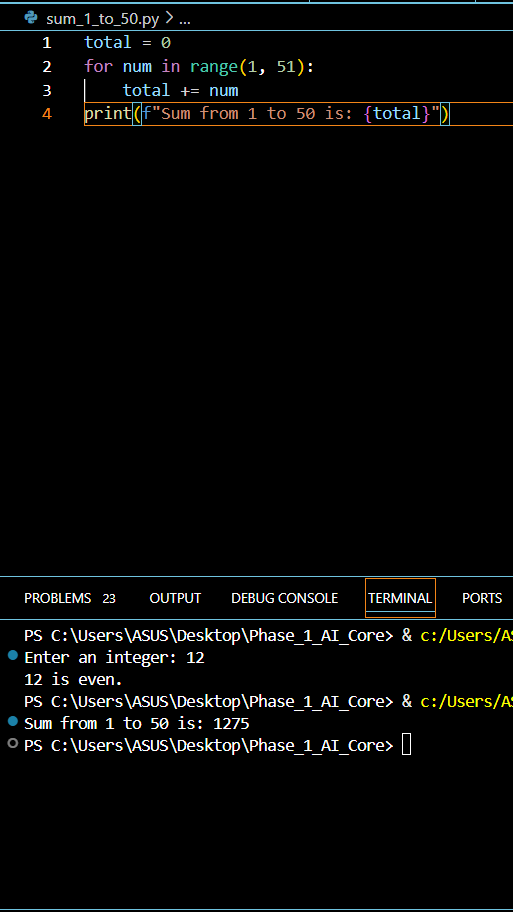 sum_1_to_50.py > ...
1 total = 0
2 for num in range(1, 51):
3     total += num
4 print(f"Sum from 1 to 50 is: {total}")
PROBLEMS 23 OUTPUT DEBUG CONSOLE TERMINAL PORTS
PS C:\Users\ASUS\Desktop\Phase_1_AI_Core> & c:/Users/AS
Enter an integer: 12
12 is even.
PS C:\Users\ASUS\Desktop\Phase_1_AI_Core> & c:/Users/AS
Sum from 1 to 50 is: 1275
PS C:\Users\ASUS\Desktop\Phase_1_AI_Core>